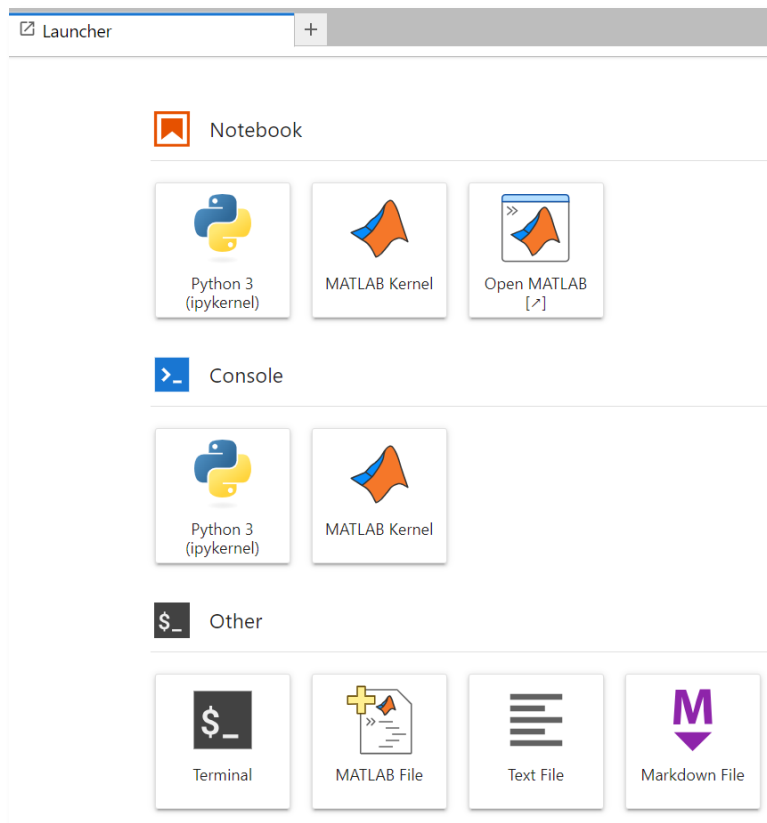 Launcher
+
Notebook
Python 3
(ipykernel)
MATLAB Kernel
>>
Open MATLAB
[↗]
>_
Console
Python 3
(ipykernel)
MATLAB Kernel
$_
Other
$_
Terminal
>>
MATLAB File
Text File
M
Markdown File